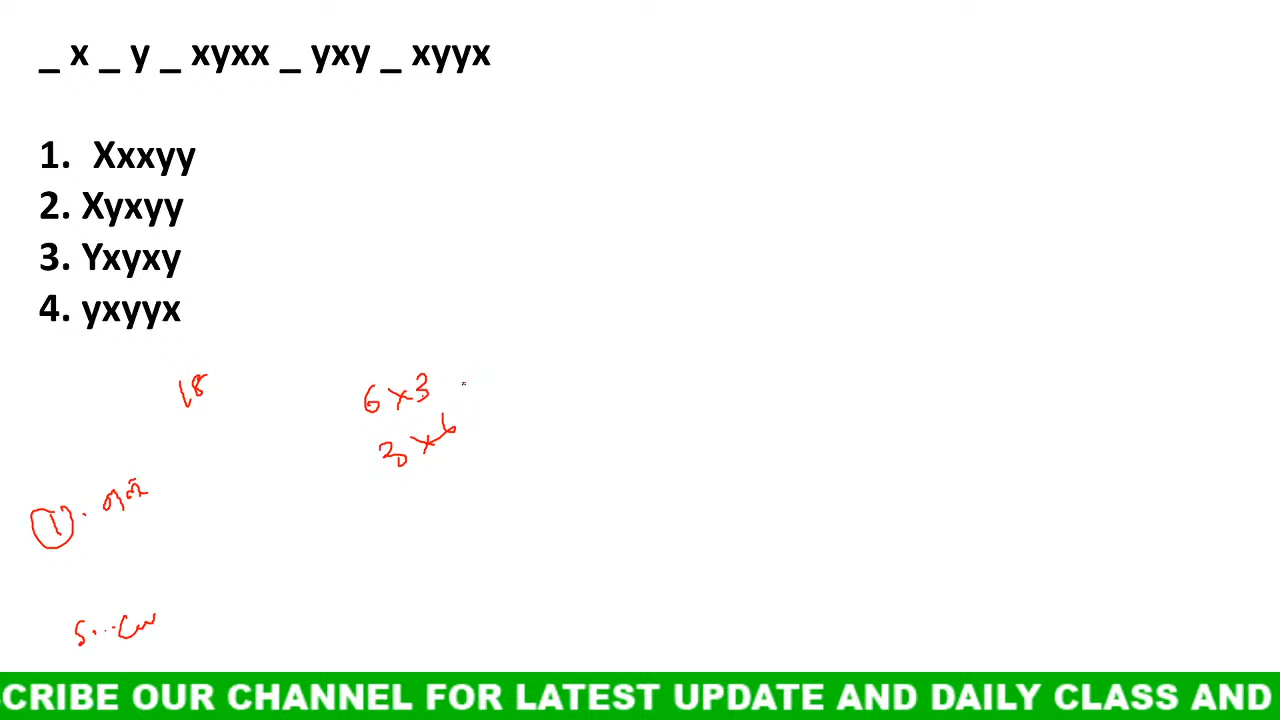 _ x _ y _ xyxx _ yxy _ xyyx
1. Xxxyy
2. Xyxyy
3. Yxyxy
4. yxyyx
18
6 x 3
3 x 6
1
CRIBE OUR CHANNEL FOR LATEST UPDATE AND DAILY CLASS AND